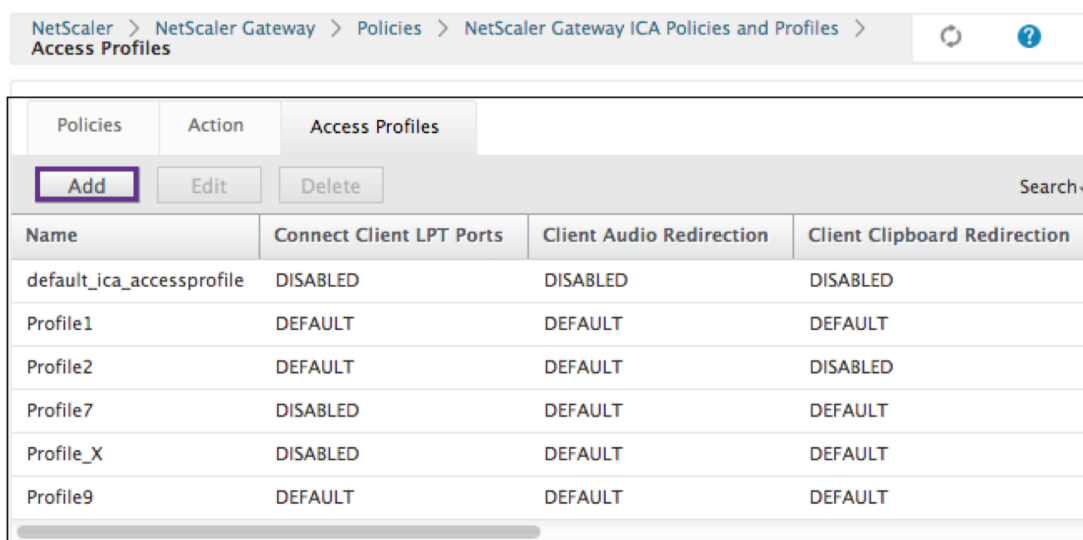 NetScaler > NetScaler Gateway > Policies > NetScaler Gateway ICA Policies and Profiles >
Access Profiles
Policies Action Access Profiles
Add Edit Delete Search
Name Connect Client LPT Ports Client Audio Redirection Client Clipboard Redirection
default_ica_accessprofile DISABLED DISABLED DISABLED
Profile1 DEFAULT DEFAULT DEFAULT
Profile2 DEFAULT DEFAULT DISABLED
Profile7 DISABLED DEFAULT DEFAULT
Profile_X DISABLED DEFAULT DEFAULT
Profile9 DEFAULT DEFAULT DEFAULT